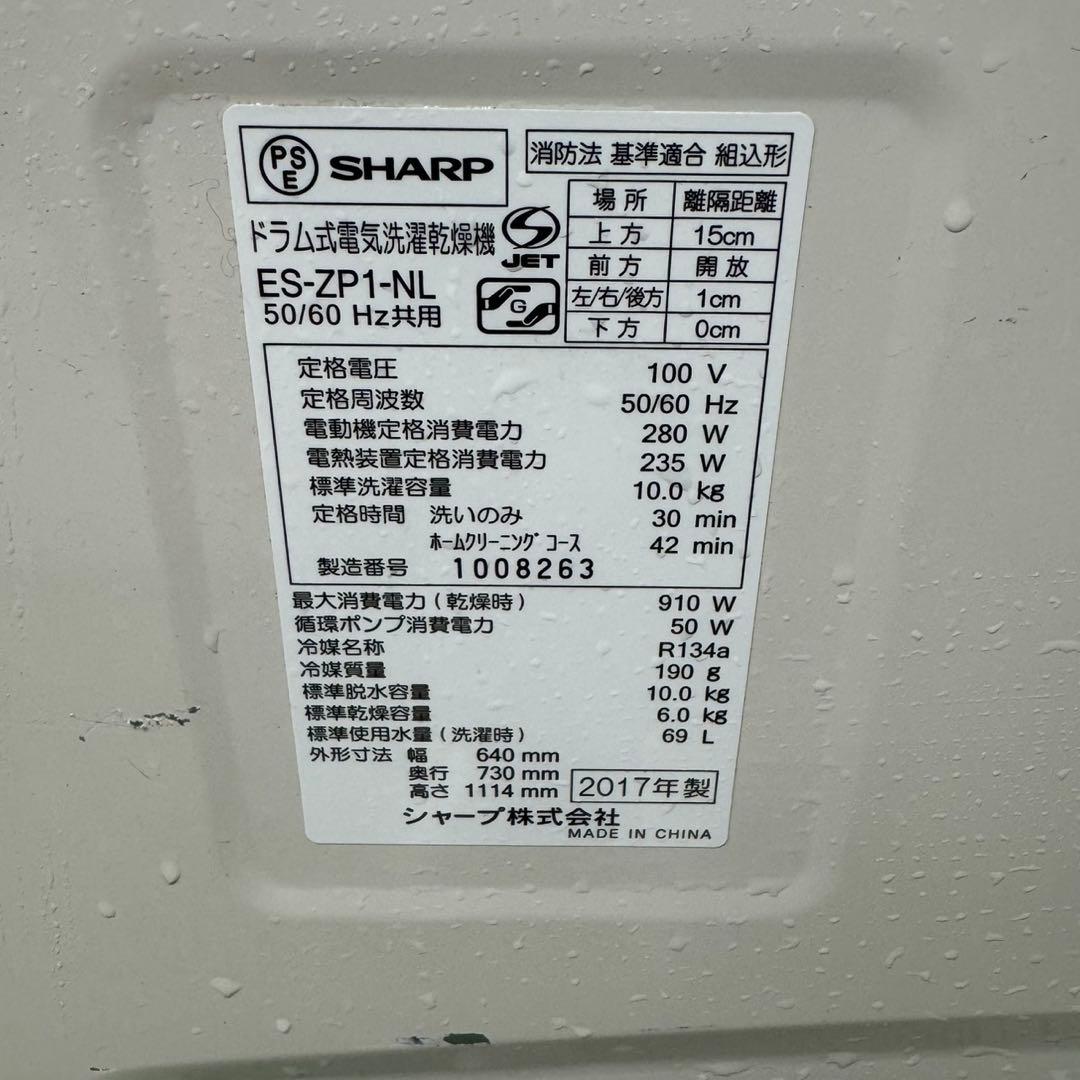 PSE SHARP
ドラム式電気洗濯乾燥機
ES-ZP1-NL
50/60 Hz共用
JET
G
消防法 基準適合 組込形
場所 離隔距離
上方 15cm
前方 開放
左/右/後方 1cm
下方 0cm
定格電圧 100 V
定格周波数 50/60 Hz
電動機定格消費電力 280 W
電熱装置定格消費電力 235 W
標準洗濯容量 10.0 kg
定格時間 洗いのみ 30 min
ホームクリーニングコース 42 min
製造番号 1008263
最大消費電力(乾燥時) 910 W
循環ポンプ消費電力 50 W
冷媒名称 R134a
冷媒質量 190 g
標準脱水容量 10.0 kg
標準乾燥容量 6.0 kg
標準使用水量(洗濯時) 69 L
外形寸法 幅 640 mm
奥行 730 mm
高さ 1114 mm
2017年製
シャープ株式会社
MADE IN CHINA